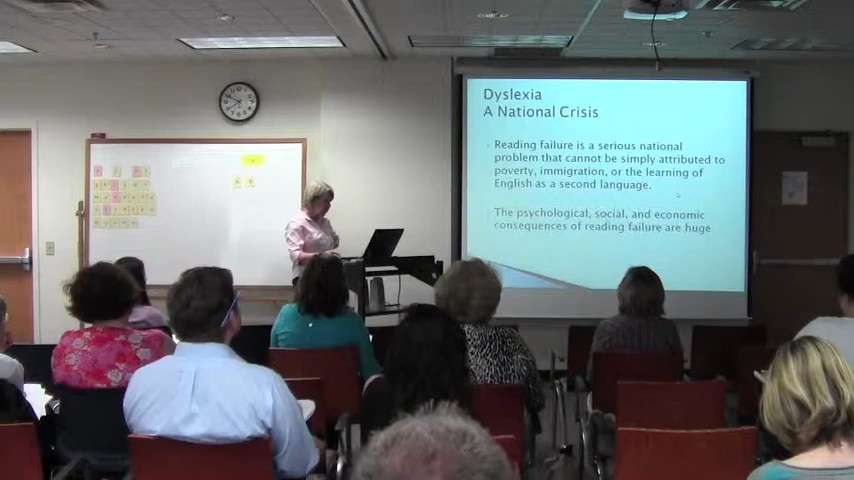 Dyslexia
A National Crisis
Reading failure is a serious national
problem that cannot be simply attributed to
poverty, immigration, or the learning of
English as a second language.
The psychological, social, and economic
consequences of reading failure are huge